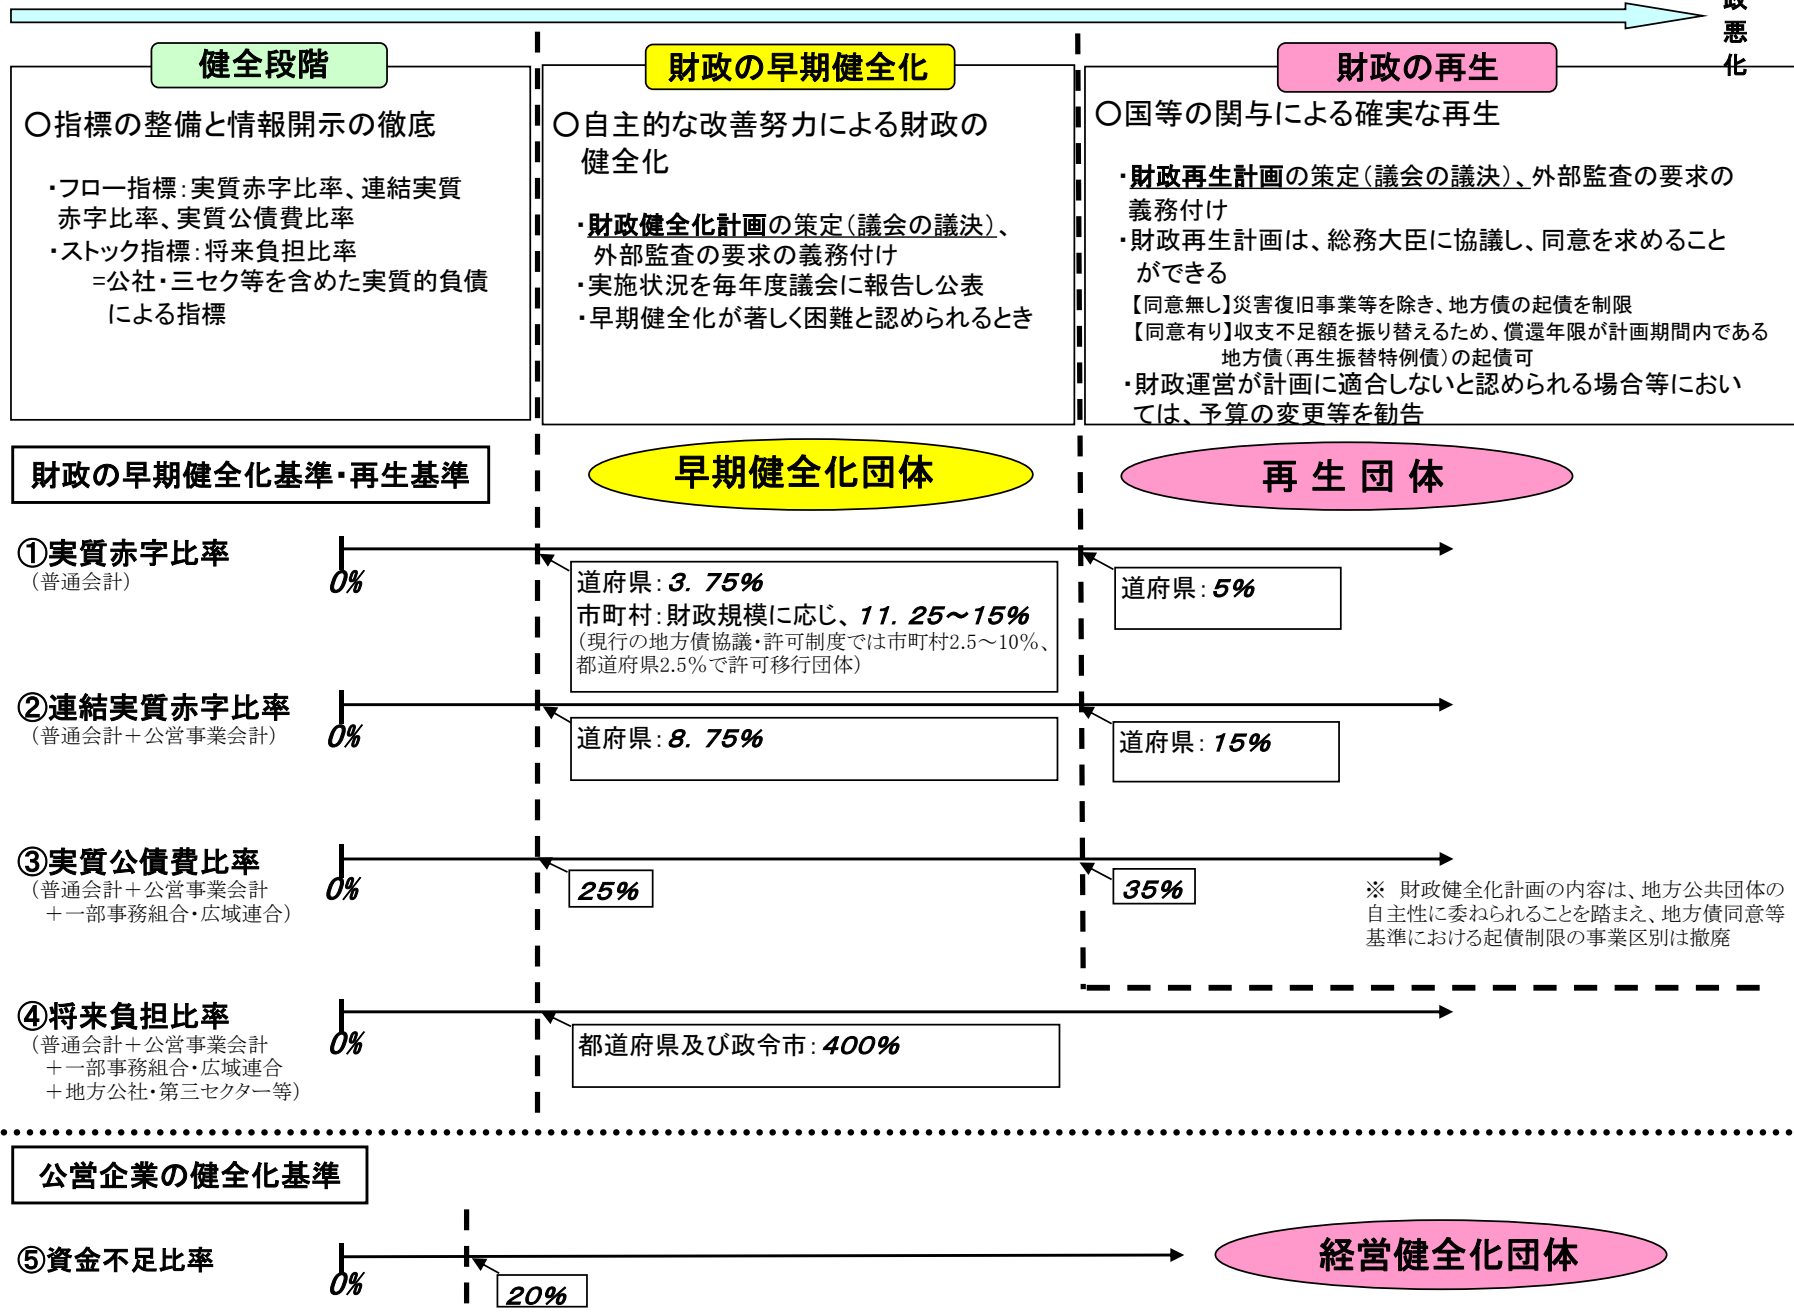 悪
化
健全段階
○指標の整備と情報開示の徹底
・フロー指標：実質赤字比率、連結実質
赤字比率、実質公債費比率
・ストック指標：将来負担比率
=公社・三セク等を含めた実質的負債
による指標
財政の早期健全化
○自主的な改善努力による財政の
健全化
・財政健全化計画の策定（議会の議決）、
外部監査の要求の義務付け
・実施状況を毎年度議会に報告し公表
・早期健全化が著しく困難と認められるとき
財政の再生
○国等の関与による確実な再生
・財政再生計画の策定（議会の議決）、外部監査の要求の
義務付け
・財政再生計画は、総務大臣に協議し、同意を求めること
ができる
【同意無し】災害復旧事業等を除き、地方債の起債を制限
【同意有り】収支不足額を振り替えるため、償還年限が計画期間内である
地方債（再生振替特例債）の起債可
・財政運営が計画に適合しないと認められる場合等におい
ては、予算の変更等を勧告
財政の早期健全化基準・再生基準
早期健全化団体
再生団体
①実質赤字比率
（普通会計）
0%
道府県：3．75%
市町村：財政規模に応じ、11．25～15%
（現行の地方債協議・許可制度では市町村2.5～10%、
都道府県2.5%で許可移行団体）
道府県：5%
②連結実質赤字比率
（普通会計＋公営事業会計）
0%
道府県：8．75%
道府県：15%
③実質公債費比率
（普通会計＋公営事業会計
＋一部事務組合・広域連合）
0%
25%
35%
※　財政健全化計画の内容は、地方公共団体の
自主性に委ねられることを踏まえ、地方債同意等
基準における起債制限の事業区別は撤廃
④将来負担比率
（普通会計＋公営事業会計
＋一部事務組合・広域連合
＋地方公社・第三セクター等）
0%
都道府県及び政令市：400%
公営企業の健全化基準
⑤資金不足比率
0%
20%
経営健全化団体